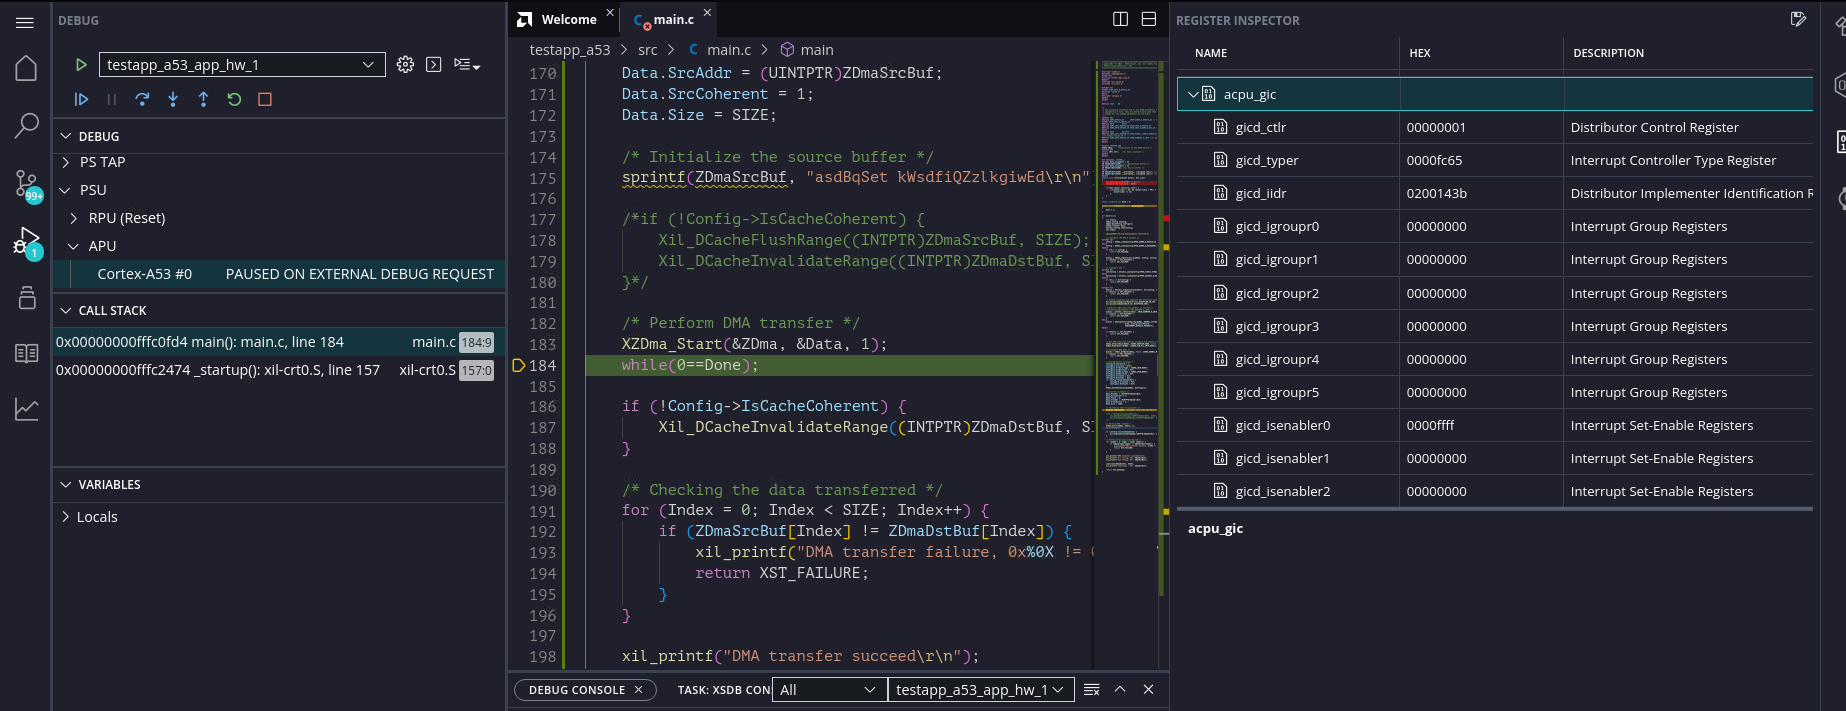 DEBUG
testapp_a53_app_hw_1
DEBUG
PS TAP
PSU
RPU (Reset)
APU
Cortex-A53 #0 PAUSED ON EXTERNAL DEBUG REQUEST
CALL STACK
0x00000000fffc0fd4 main(): main.c, line 184 main.c 184:9
0x00000000fffc2474 _startup(): xil-crt0.S, line 157 xil-crt0.S 157:0
VARIABLES
Locals
99+
1
Welcome
C main.c
testapp_a53 > src > C main.c > main
170 Data.SrcAddr = (UINTPTR)ZDmaSrcBuf;
171 Data.SrcCoherent = 1;
172 Data.Size = SIZE;
173
174 /* Initialize the source buffer */
175 sprintf(ZDmaSrcBuf, "asdBqSet kWsdfiQZzlkgiwEd\r\n"
176
177 /*if (!Config->IsCacheCoherent) {
178 Xil_DCacheFlushRange((INTPTR)ZDmaSrcBuf, SIZE);
179 Xil_DCacheInvalidateRange((INTPTR)ZDmaDstBuf, S
180 }*/
181
182 /* Perform DMA transfer */
183 XZDma_Start(&ZDma, &Data, 1);
184 while(0==Done);
185
186 if (!Config->IsCacheCoherent) {
187 Xil_DCacheInvalidateRange((INTPTR)ZDmaDstBuf, S
188 }
189
190 /* Checking the data transferred */
191 for (Index = 0; Index < SIZE; Index++) {
192 if (ZDmaSrcBuf[Index] != ZDmaDstBuf[Index]) {
193 xil_printf("DMA transfer failure, 0x%0X !=
194 return XST_FAILURE;
195 }
196 }
197
198 xil_printf("DMA transfer succeed\r\n");
DEBUG CONSOLE
TASK: XSDB CON
All
testapp_a53_app_hw_1
REGISTER INSPECTOR
NAME HEX DESCRIPTION
acpu_gic
gicd_ctlr 00000001 Distributor Control Register
gicd_typer 0000fc65 Interrupt Controller Type Register
gicd_iidr 0200143b Distributor Implementer Identification R
gicd_igroupr0 00000000 Interrupt Group Registers
gicd_igroupr1 00000000 Interrupt Group Registers
gicd_igroupr2 00000000 Interrupt Group Registers
gicd_igroupr3 00000000 Interrupt Group Registers
gicd_igroupr4 00000000 Interrupt Group Registers
gicd_igroupr5 00000000 Interrupt Group Registers
gicd_isenabler0 0000ffff Interrupt Set-Enable Registers
gicd_isenabler1 00000000 Interrupt Set-Enable Registers
gicd_isenabler2 00000000 Interrupt Set-Enable Registers
acpu_gic